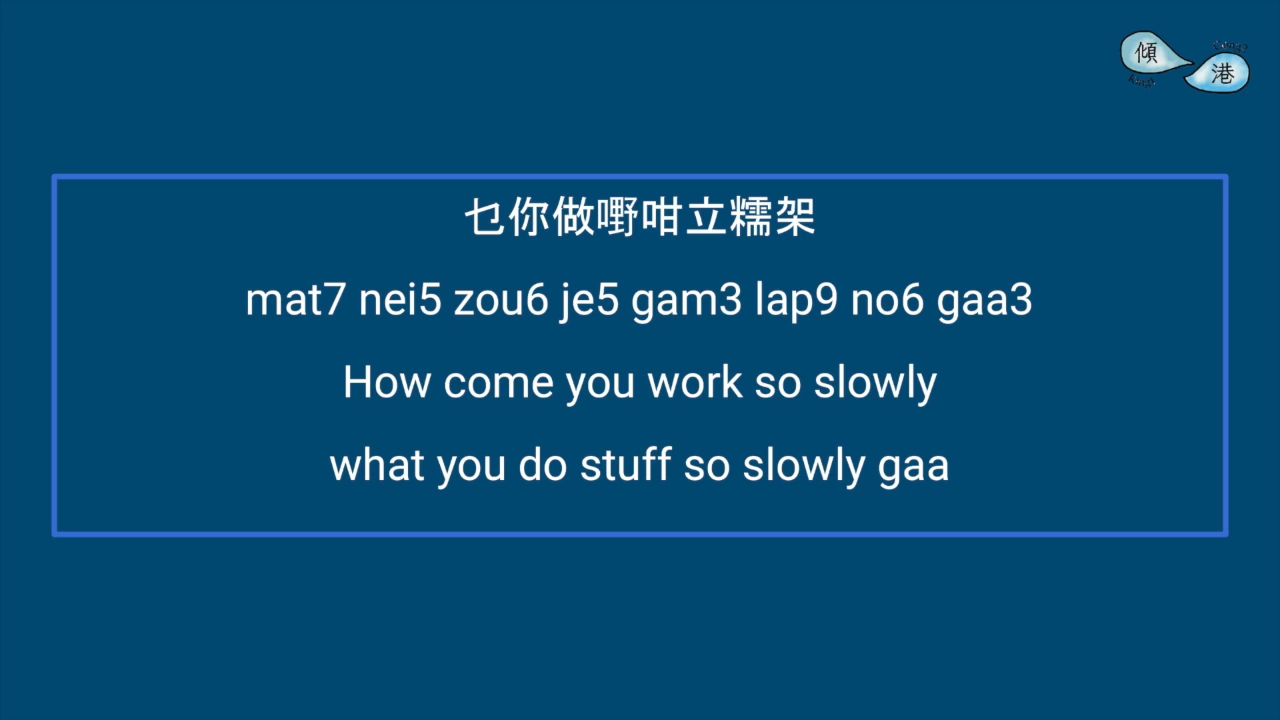 傾
港
乜你做嘢咁立糯架
mat7 nei5 zou6 je5 gam3 lap9 no6 gaa3
How come you work so slowly
what you do stuff so slowly gaa